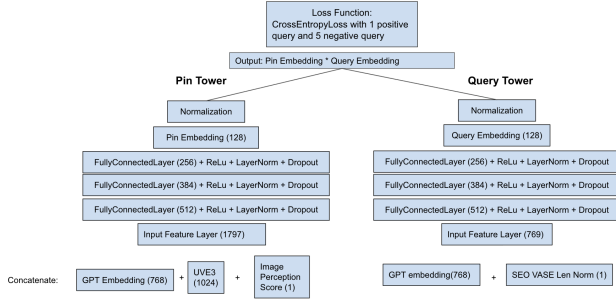 Loss Function:
CrossEntropyLoss with 1 positive
query and 5 negative query
Output: Pin Embedding * Query Embedding
Pin Tower
Query Tower
Normalization
Normalization
Pin Embedding (128)
Query Embedding (128)
FullyConnectedLayer (256) + ReLu + LayerNorm + Dropout
FullyConnectedLayer (256) + ReLu + LayerNorm + Dropout
FullyConnectedLayer (384) + ReLu + LayerNorm + Dropout
FullyConnectedLayer (384) + ReLu + LayerNorm + Dropout
FullyConnectedLayer (512) + ReLu + LayerNorm + Dropout
FullyConnectedLayer (512) + ReLu + LayerNorm + Dropout
Input Feature Layer (1797)
Input Feature Layer (769)
Concatenate:
GPT Embedding (768)
+
UVE3
(1024)
+
Image
Perception
Score (1)
GPT embedding(768)
+
SEO VASE Len Norm (1)